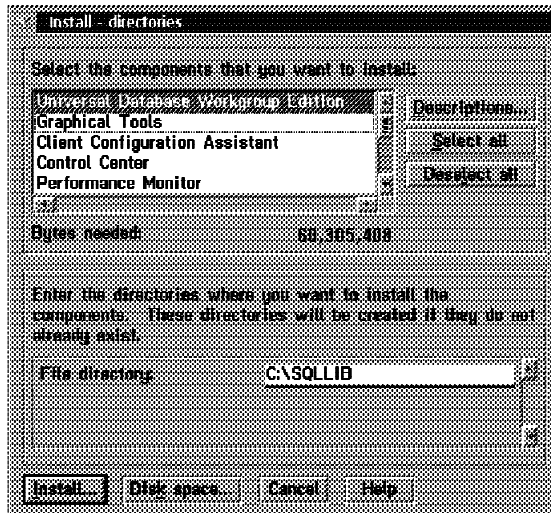 Install - directories
Select the components that you want to install:
Universal Database Workgroup Edition
Graphical Tools
Client Configuration Assistant
Control Center
Performance Monitor
Descriptions...
Select all
Deselect all
Bytes needed: 60,305,408
Enter the directories where you want to install the
components. These directories will be created if they do not
already exist.
File directory: C:\SQLLIB
Install... Disk space... Cancel Help